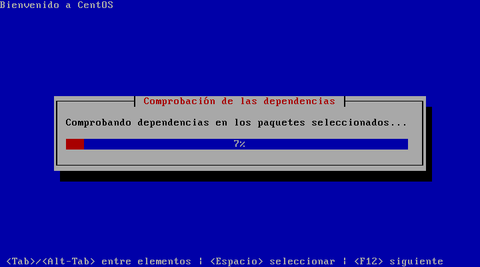 Bienvenido a CentOS
Comprobación de las dependencias
Comprobando dependencias en los paquetes seleccionados...
7%
<Tab>/<Alt-Tab> entre elementos | <Espacio> seleccionar | <F12> siguiente